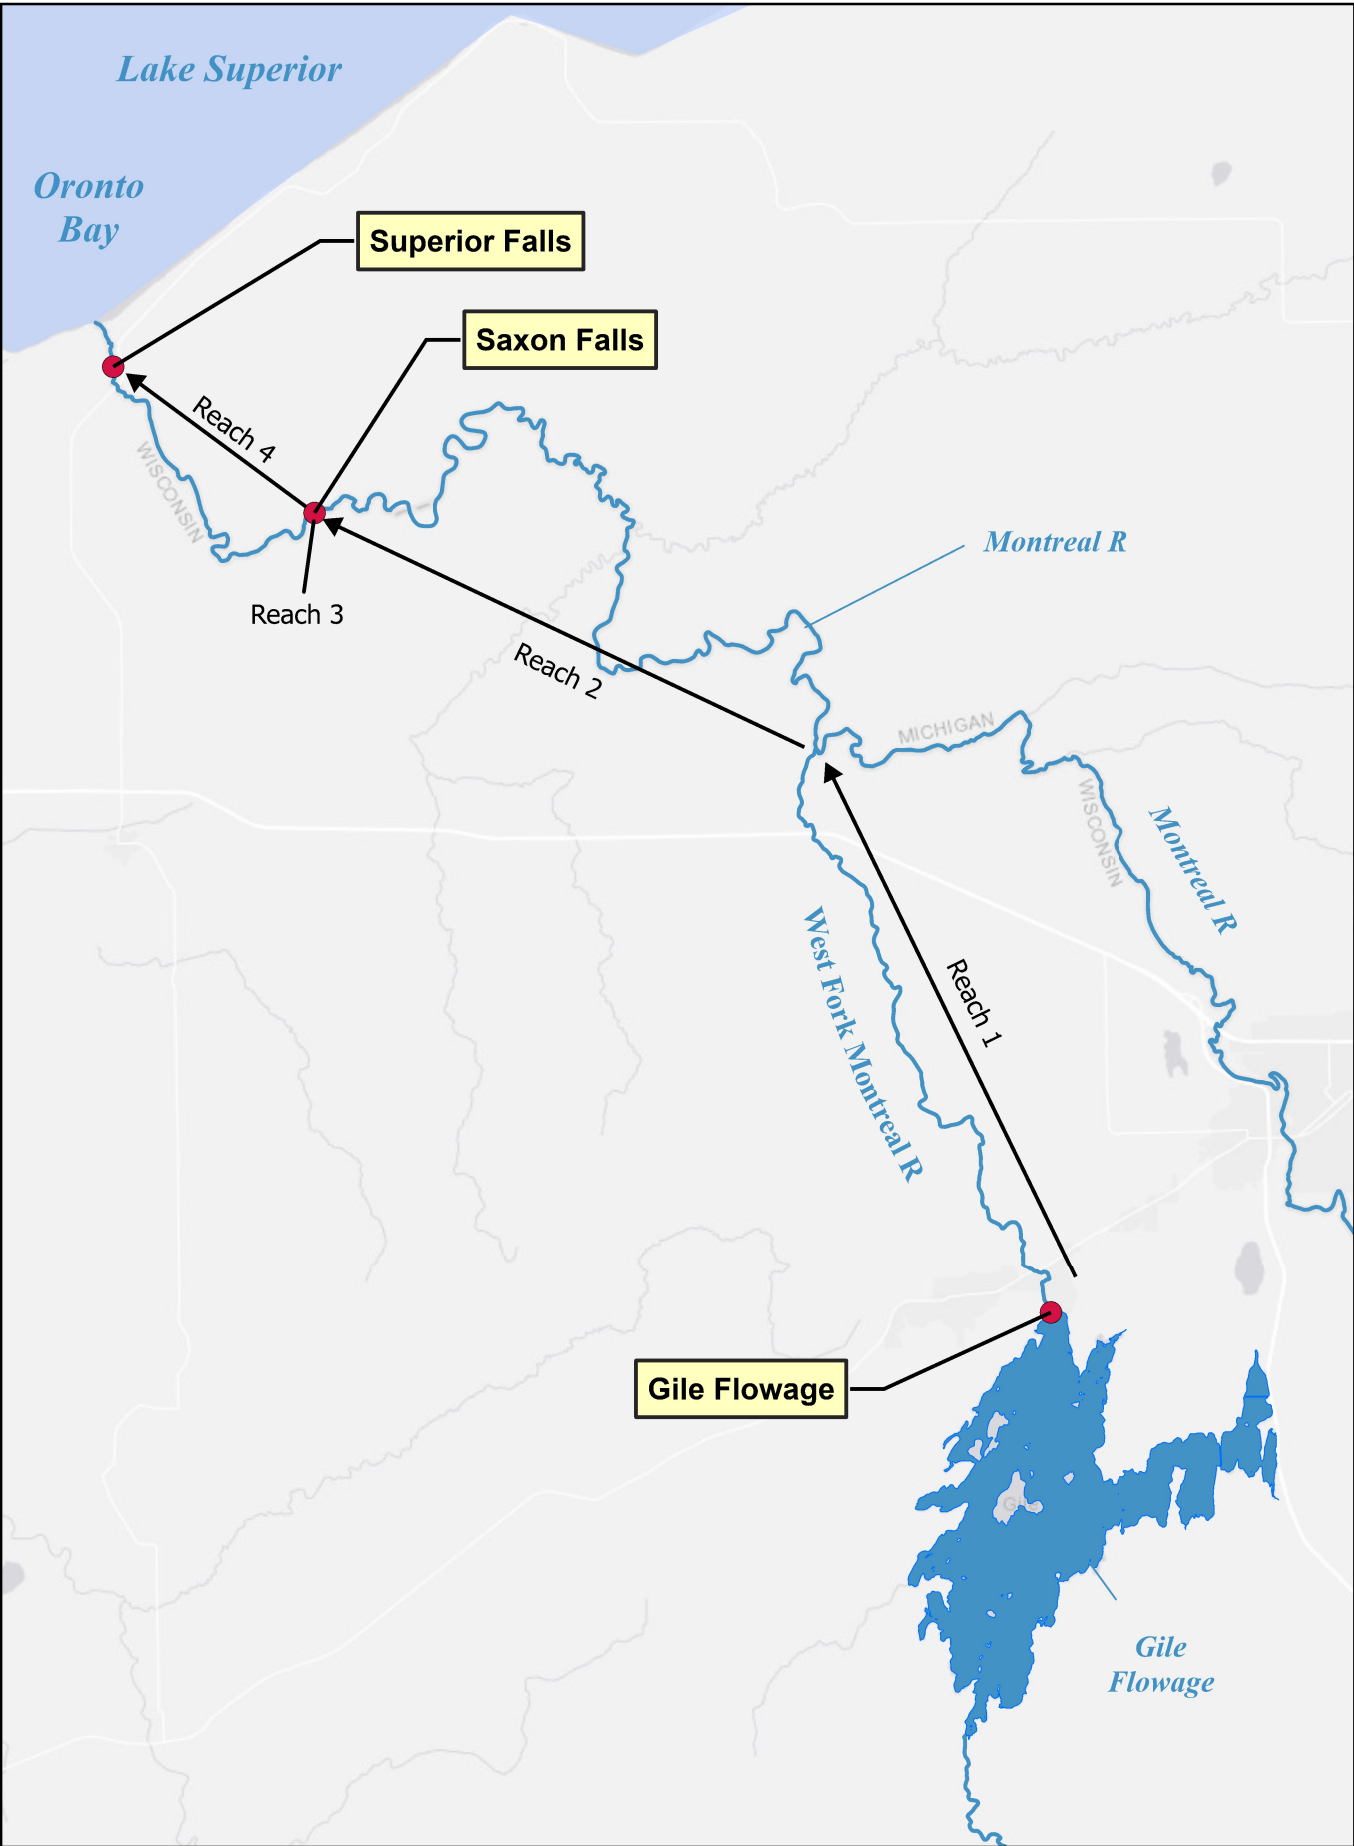 Lake Superior
Oronto
Bay
Superior Falls
Saxon Falls
Reach 4
WISCONSIN
Reach 3
Montreal R
Reach 2
MICHIGAN
WISCONSIN
Montreal R
West Fork Montreal R
Reach 1
Gile Flowage
Gile
Gile
Flowage